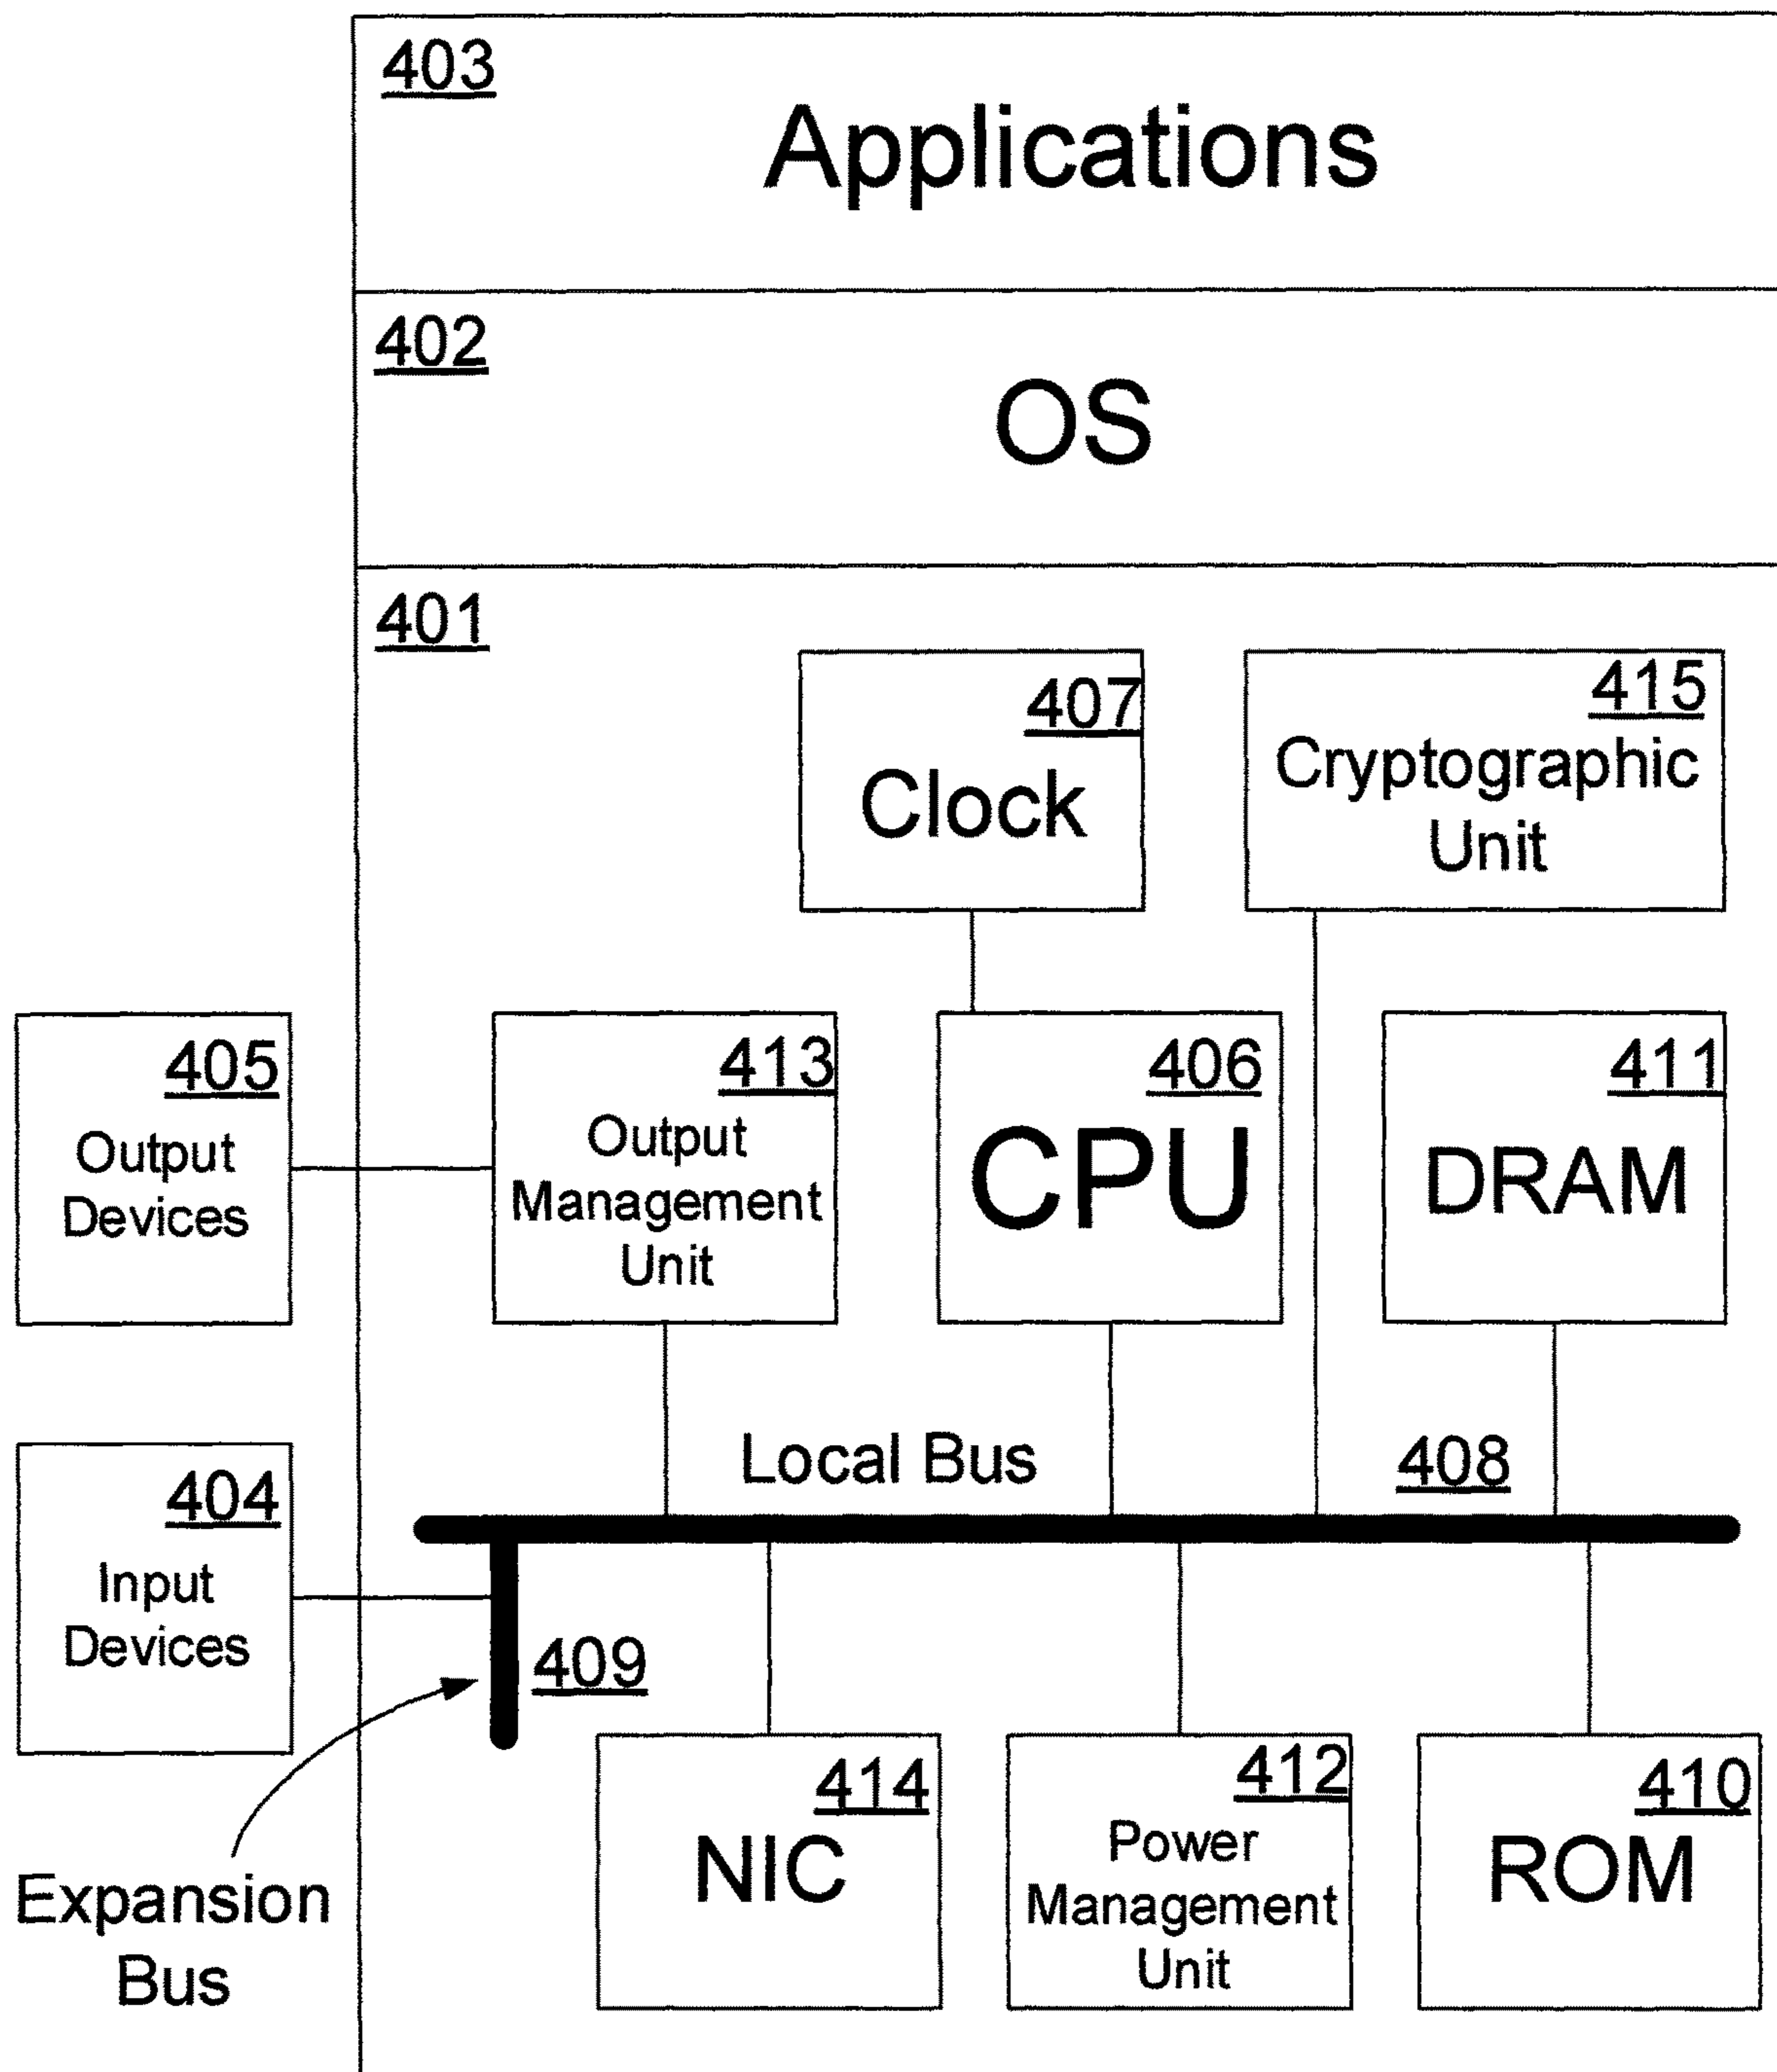 403
Applications
402
OS
401
407
Clock
415
Cryptographic
Unit
405
Output
Devices
413
Output
Management
Unit
406
CPU
411
DRAM
Local Bus
408
404
Input
Devices
409
Expansion
Bus
414
NIC
412
Power
Management
Unit
410
ROM